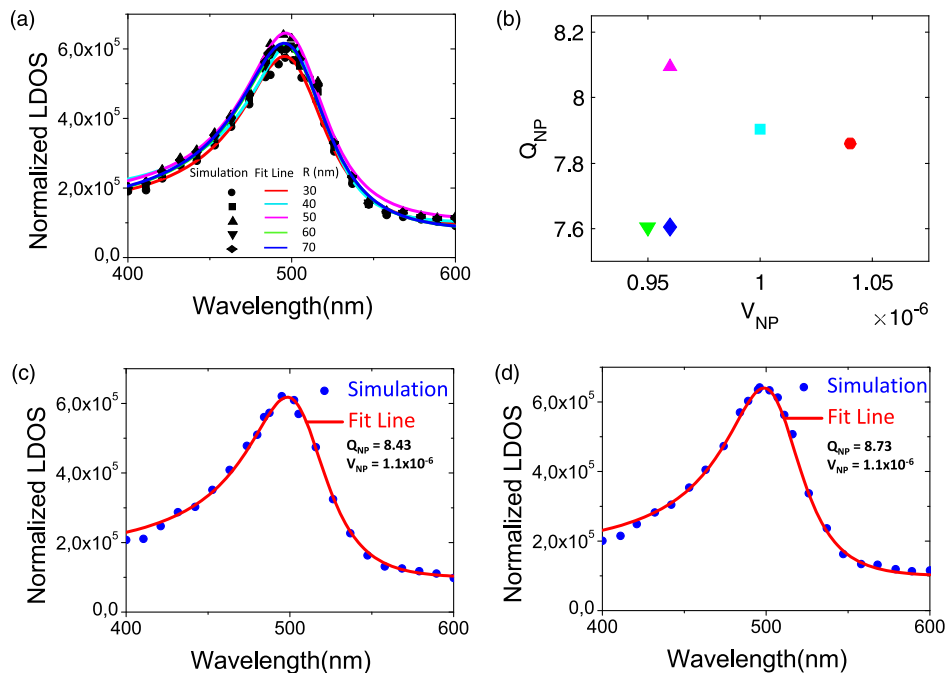 (a)
Normalized LDOS
6,0x10⁵
4,0x10⁵
2,0x10⁵
0,0
400
500
600
Wavelength(nm)
Simulation Fit Line R (nm)
30
40
50
60
70
(b)
Q_NP
8.2
8
7.8
7.6
0.95
1
1.05
×10⁻⁶
V_NP
(c)
Normalized LDOS
6,0x10⁵
4,0x10⁵
2,0x10⁵
0,0
400
500
600
Wavelength(nm)
Simulation
Fit Line
Q_NP = 8.43
V_NP = 1.1x10⁻⁶
(d)
Normalized LDOS
6,0x10⁵
4,0x10⁵
2,0x10⁵
0,0
400
500
600
Wavelength(nm)
Simulation
Fit Line
Q_NP = 8.73
V_NP = 1.1x10⁻⁶